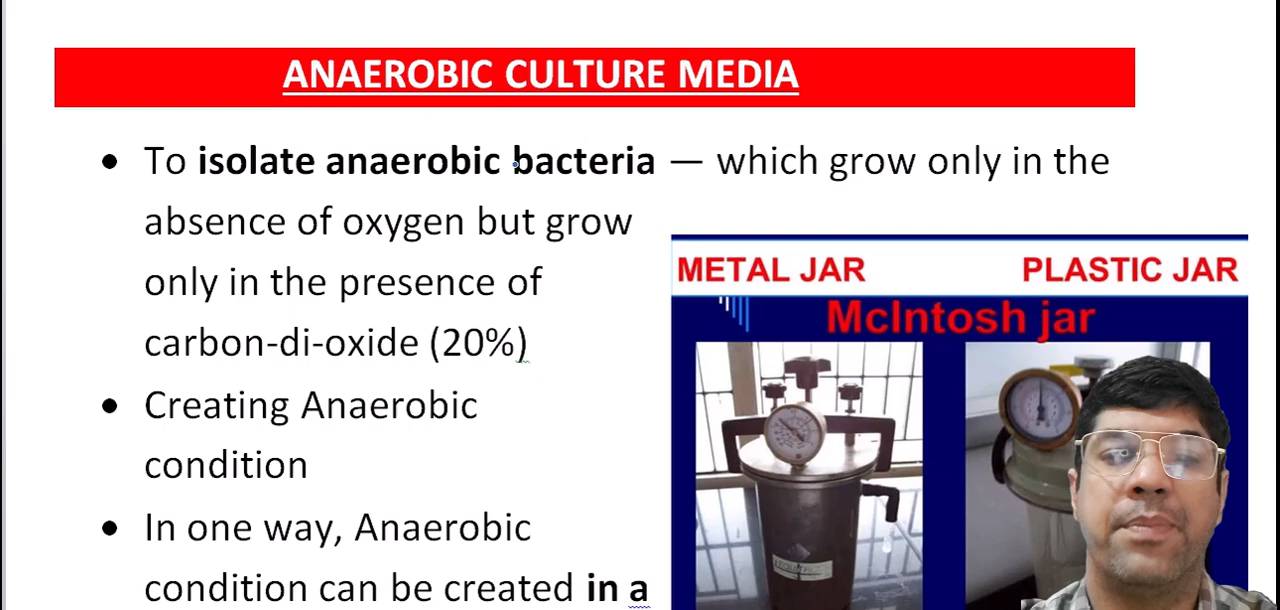 ANAEROBIC CULTURE MEDIA
• To isolate anaerobic bacteria — which grow only in the
absence of oxygen but grow
only in the presence of
carbon-di-oxide (20%)
• Creating Anaerobic
condition
• In one way, Anaerobic
condition can be created in a
METAL JAR
PLASTIC JAR
McIntosh jar